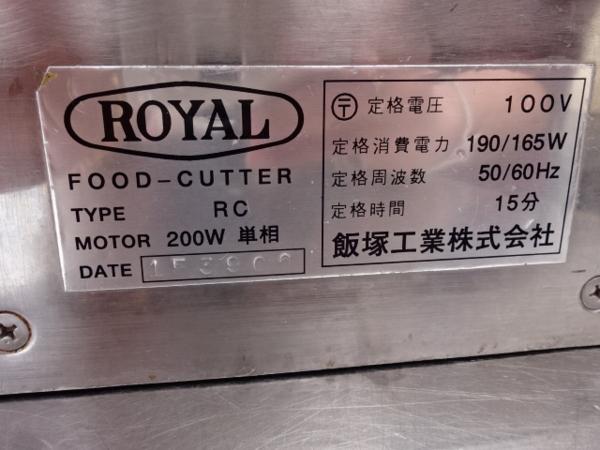 ROYAL
FOOD-CUTTER
TYPE RC
MOTOR 200W 単相
DATE
〒 定格電圧 100V
定格消費電力 190/165W
定格周波数 50/60Hz
定格時間 15分
飯塚工業株式会社